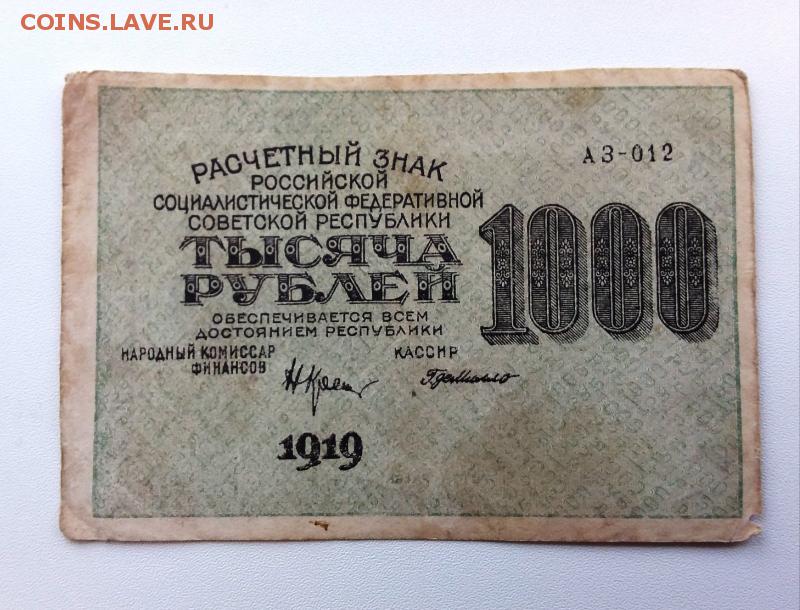 COINS.LAVE.RU
РАСЧЕТНЫЙ ЗНАК
АЗ-012
РОССИЙСКОЙ
СОЦИАЛИСТИЧЕСКОЙ ФЕДЕРАТИВНОЙ
СОВЕТСКОЙ РЕСПУБЛИКИ
ТЫСЯЧА
РУБЛЕЙ
1000
ОБЕСПЕЧИВАЕТСЯ ВСЕМ
ДОСТОЯНИЕМ РЕСПУБЛИКИ
НАРОДНЫЙ КОМИССАР
ФИНАНСОВ
КАССИР
1919